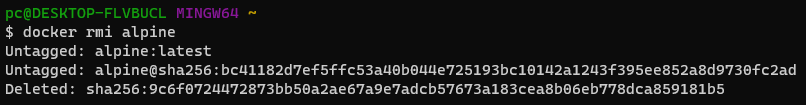 pc@DESKTOP-FLVBUCL MINGW64 ~
$ docker rmi alpine
Untagged: alpine:latest
Untagged: alpine@sha256:bc41182d7ef5ffc53a40b044e725193bc10142a1243f395ee852a8d9730fc2ad
Deleted: sha256:9c6f0724472873bb50a2ae67a9e7adcb57673a183cea8b06eb778dca859181b5